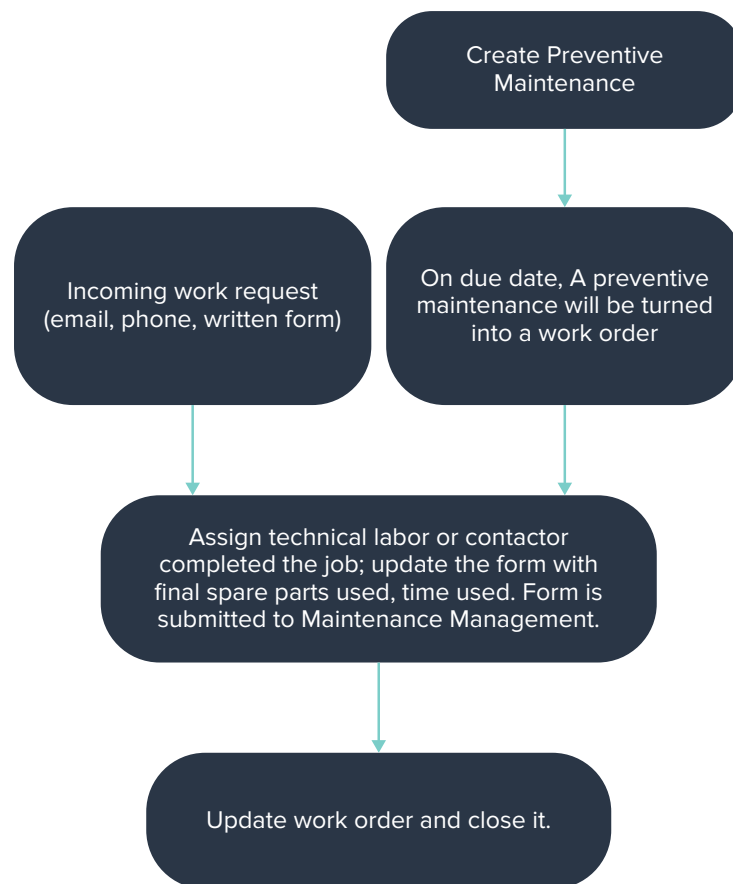 Create Preventive
Maintenance
Incoming work request
(email, phone, written form)
On due date, A preventive
maintenance will be turned
into a work order
Assign technical labor or contactor
completed the job; update the form with
final spare parts used, time used. Form is
submitted to Maintenance Management.
Update work order and close it.